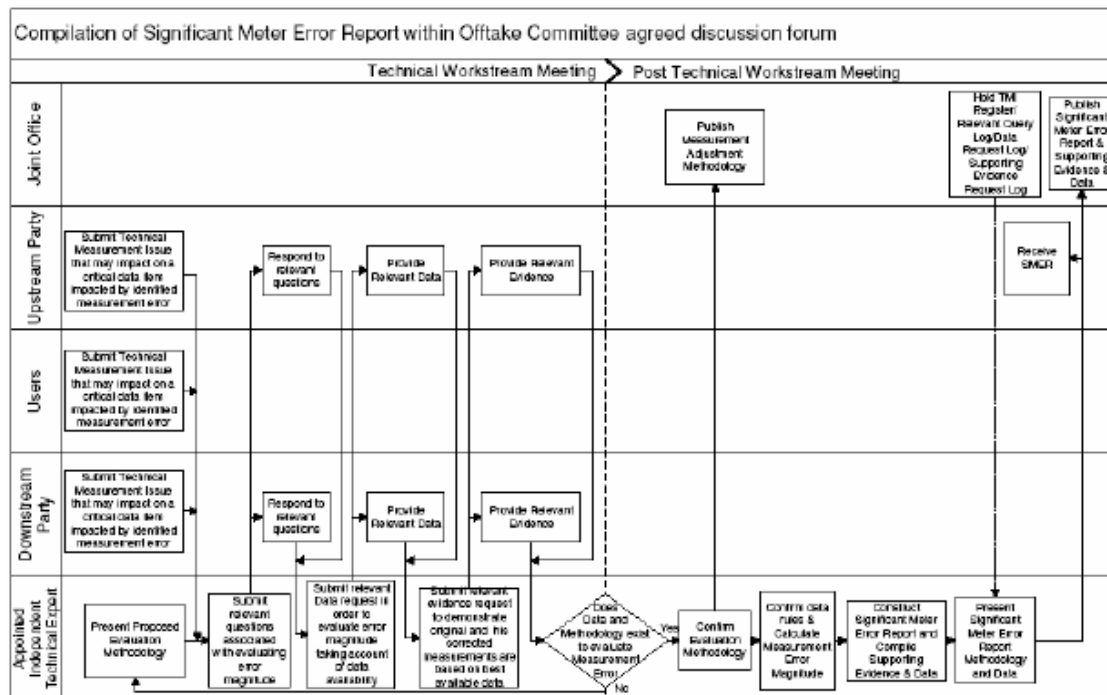 Compilation of Significant Meter Error Report within Offtake Committee agreed discussion forum
Technical Workstream Meeting
Post Technical Workstream Meeting
Joint Office
Publish
Measurement
Adjustment
Methodology
Hold TMI
Register/
Relevant Query
Log/Data
Request Log/
Supporting
Evidence
Request Log
Publish
Significant
Meter Error
Report &
Supporting
Evidence &
Data
Upstream Party
Submit Technical
Measurement Issue
that may impact on a
critical data item
impacted by identified
measurement error
Respond to
relevant
questions
Provide
Relevant Data
Provide Relevant
Evidence
Receive
SMER
Users
Submit Technical
Measurement Issue
that may impact on a
critical data item
impacted by identified
measurement error
Downstream
Party
Submit Technical
Measurement Issue
that may impact on a
critical data item
impacted by identified
measurement error
Respond to
relevant
questions
Provide
Relevant Data
Provide Relevant
Evidence
Appointed
Independent
Technical Expert
Present Proposed
Evaluation
Methodology
Submit
relevant
questions
associated
with evaluating
error
magnitude
Submit relevant
Data request in
order to
evaluate error
magnitude
taking account
of data
availability
Submit relevant
evidence request
to demonstrate
original and his
corrected
measurements are
based on best
available data.
Does
Data and
Methodology exist
to evaluate
Measurement
Error
Yes
No
Confirm
Evaluation
Methodology
Confirm data
rules & Calculate
Measurement
Error
Magnitude
Construct
Significant Meter
Error Report and
Compile
Supporting
Evidence & Data
Present
Significant
Meter Error
Report
Methodology
and Data